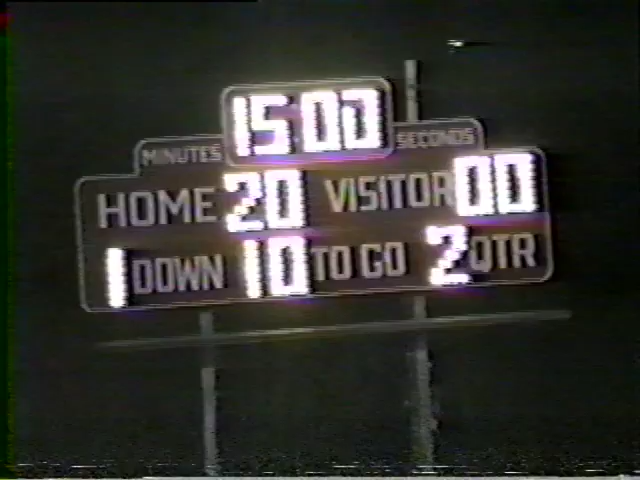 15:00
MINUTES SECONDS
HOME 20 VISITOR 00
1 DOWN 10 TO GO 2 QTR